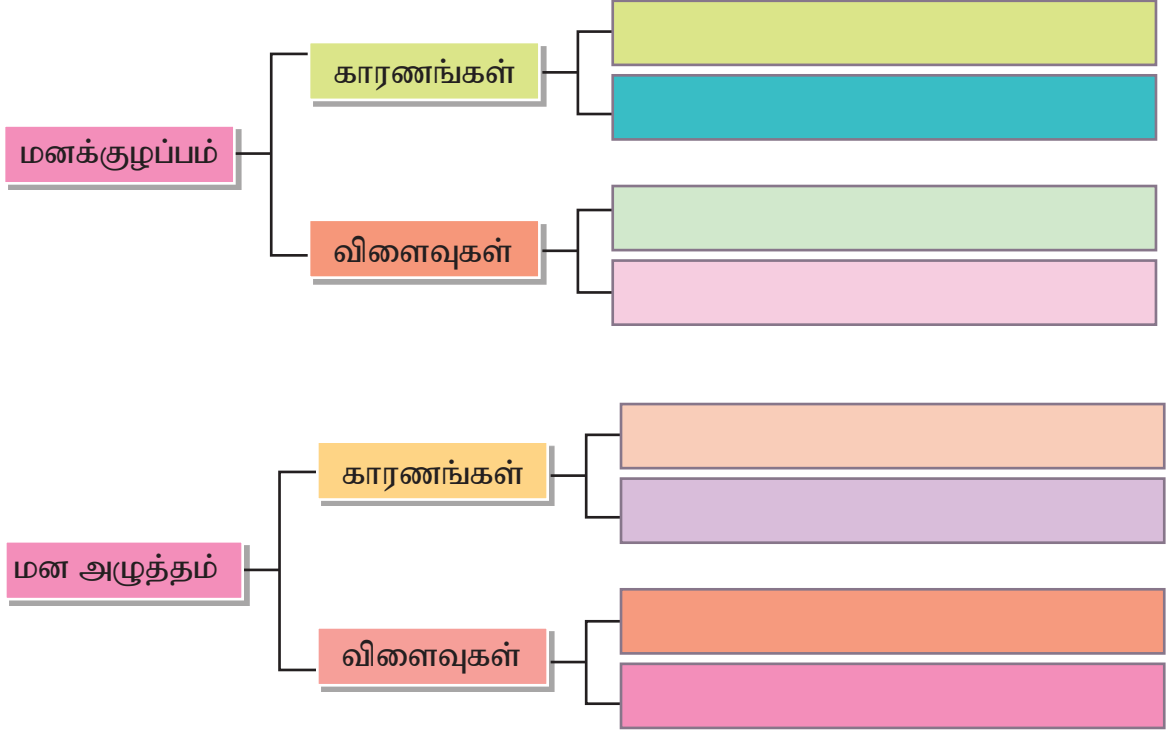 மனக்குழப்பம்
காரணங்கள்
விளைவுகள்
மன அழுத்தம்
காரணங்கள்
விளைவுகள்